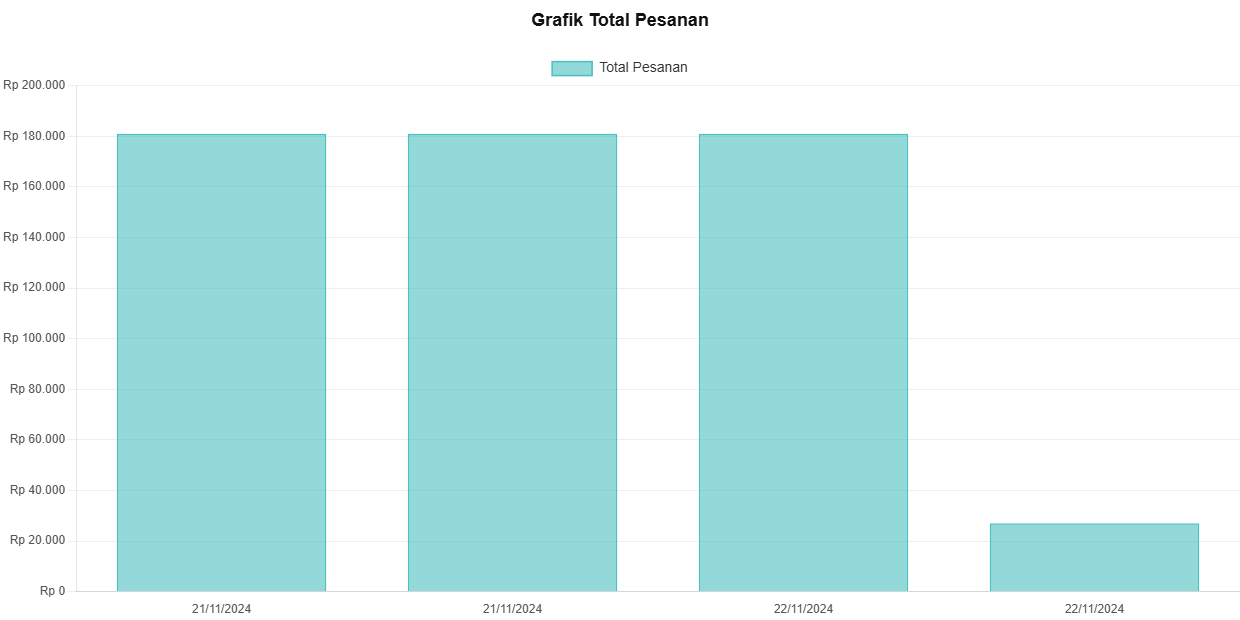 Grafik Total Pesanan
Total Pesanan
Rp 200.000
Rp 180.000
Rp 160.000
Rp 140.000
Rp 120.000
Rp 100.000
Rp 80.000
Rp 60.000
Rp 40.000
Rp 20.000
Rp 0
21/11/2024 21/11/2024 22/11/2024 22/11/2024